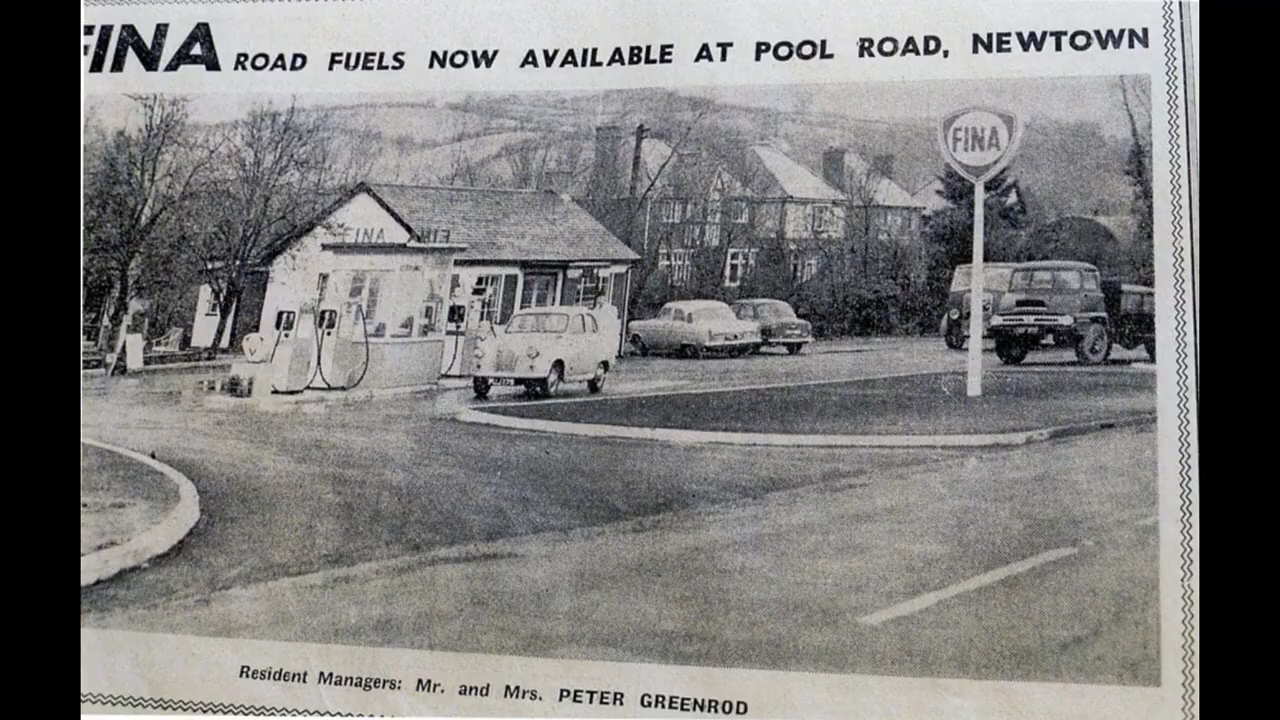 FINA ROAD FUELS NOW AVAILABLE AT POOL ROAD, NEWTOWN
FINA
FINA
Resident Managers: Mr. and Mrs. PETER GREENROD